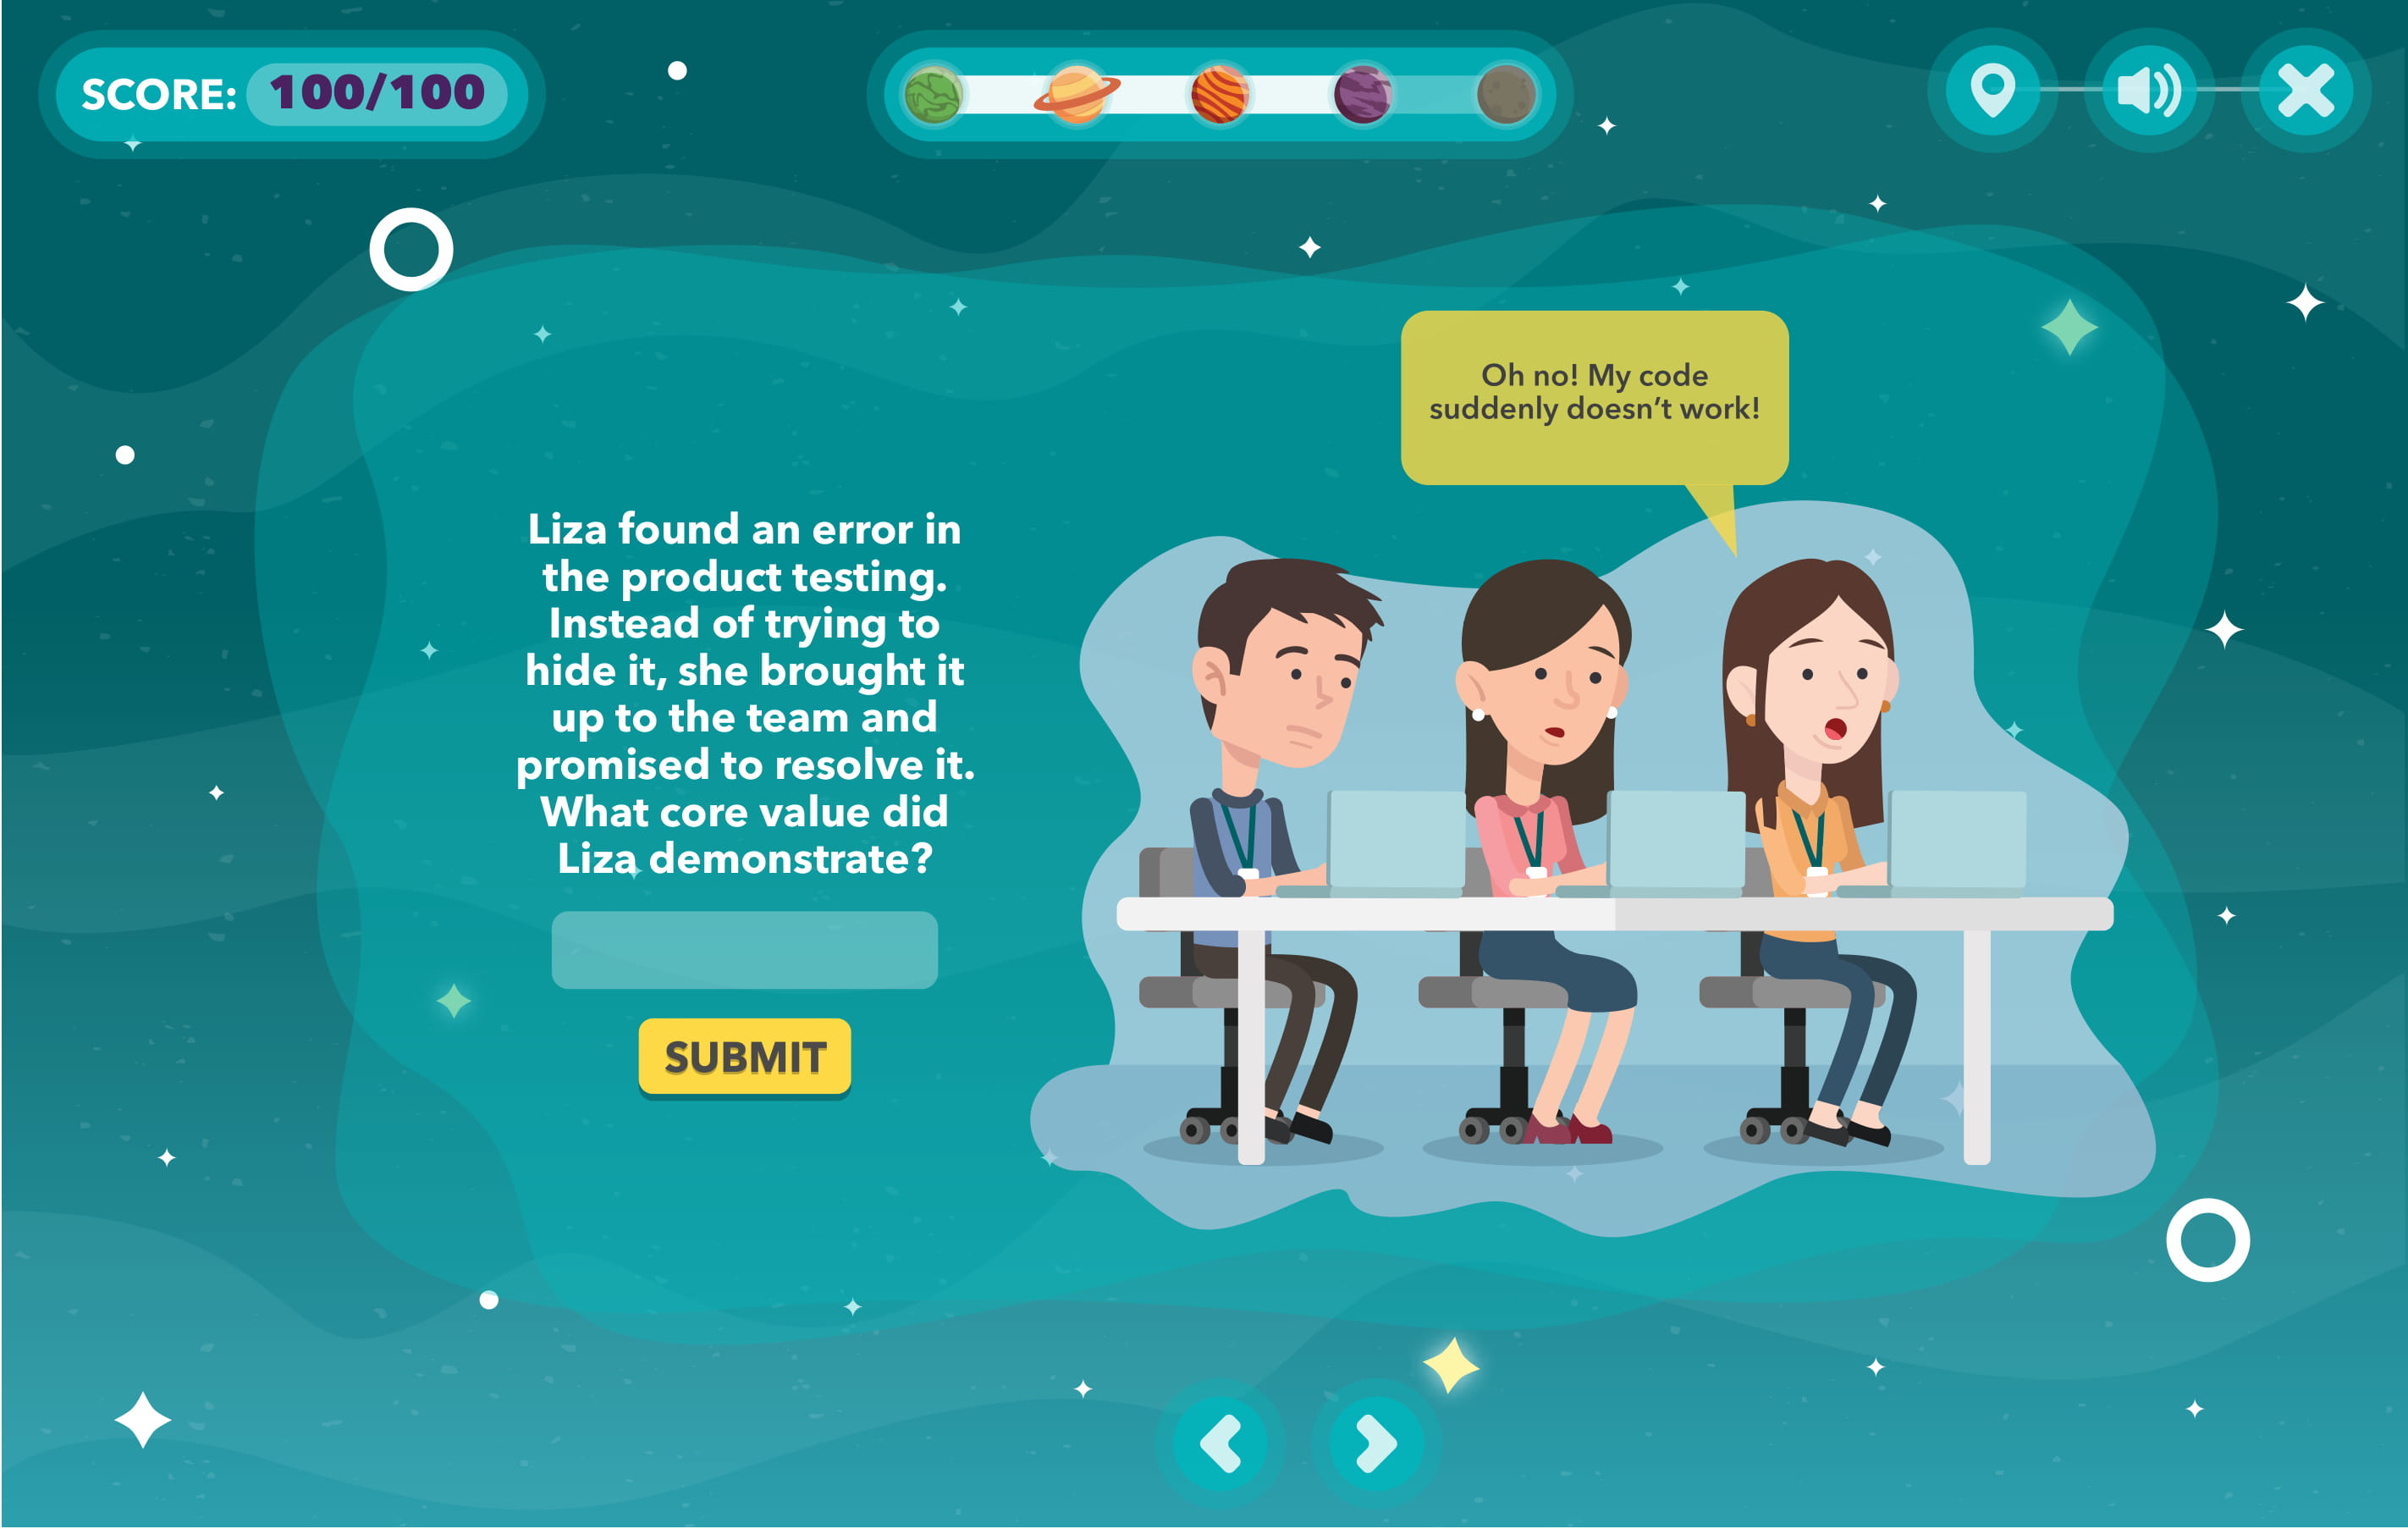 SCORE: 100/100
Oh no! My code
suddenly doesn't work!
Liza found an error in
the product testing.
Instead of trying to
hide it, she brought it
up to the team and
promised to resolve it.
What core value did
Liza demonstrate?
SUBMIT